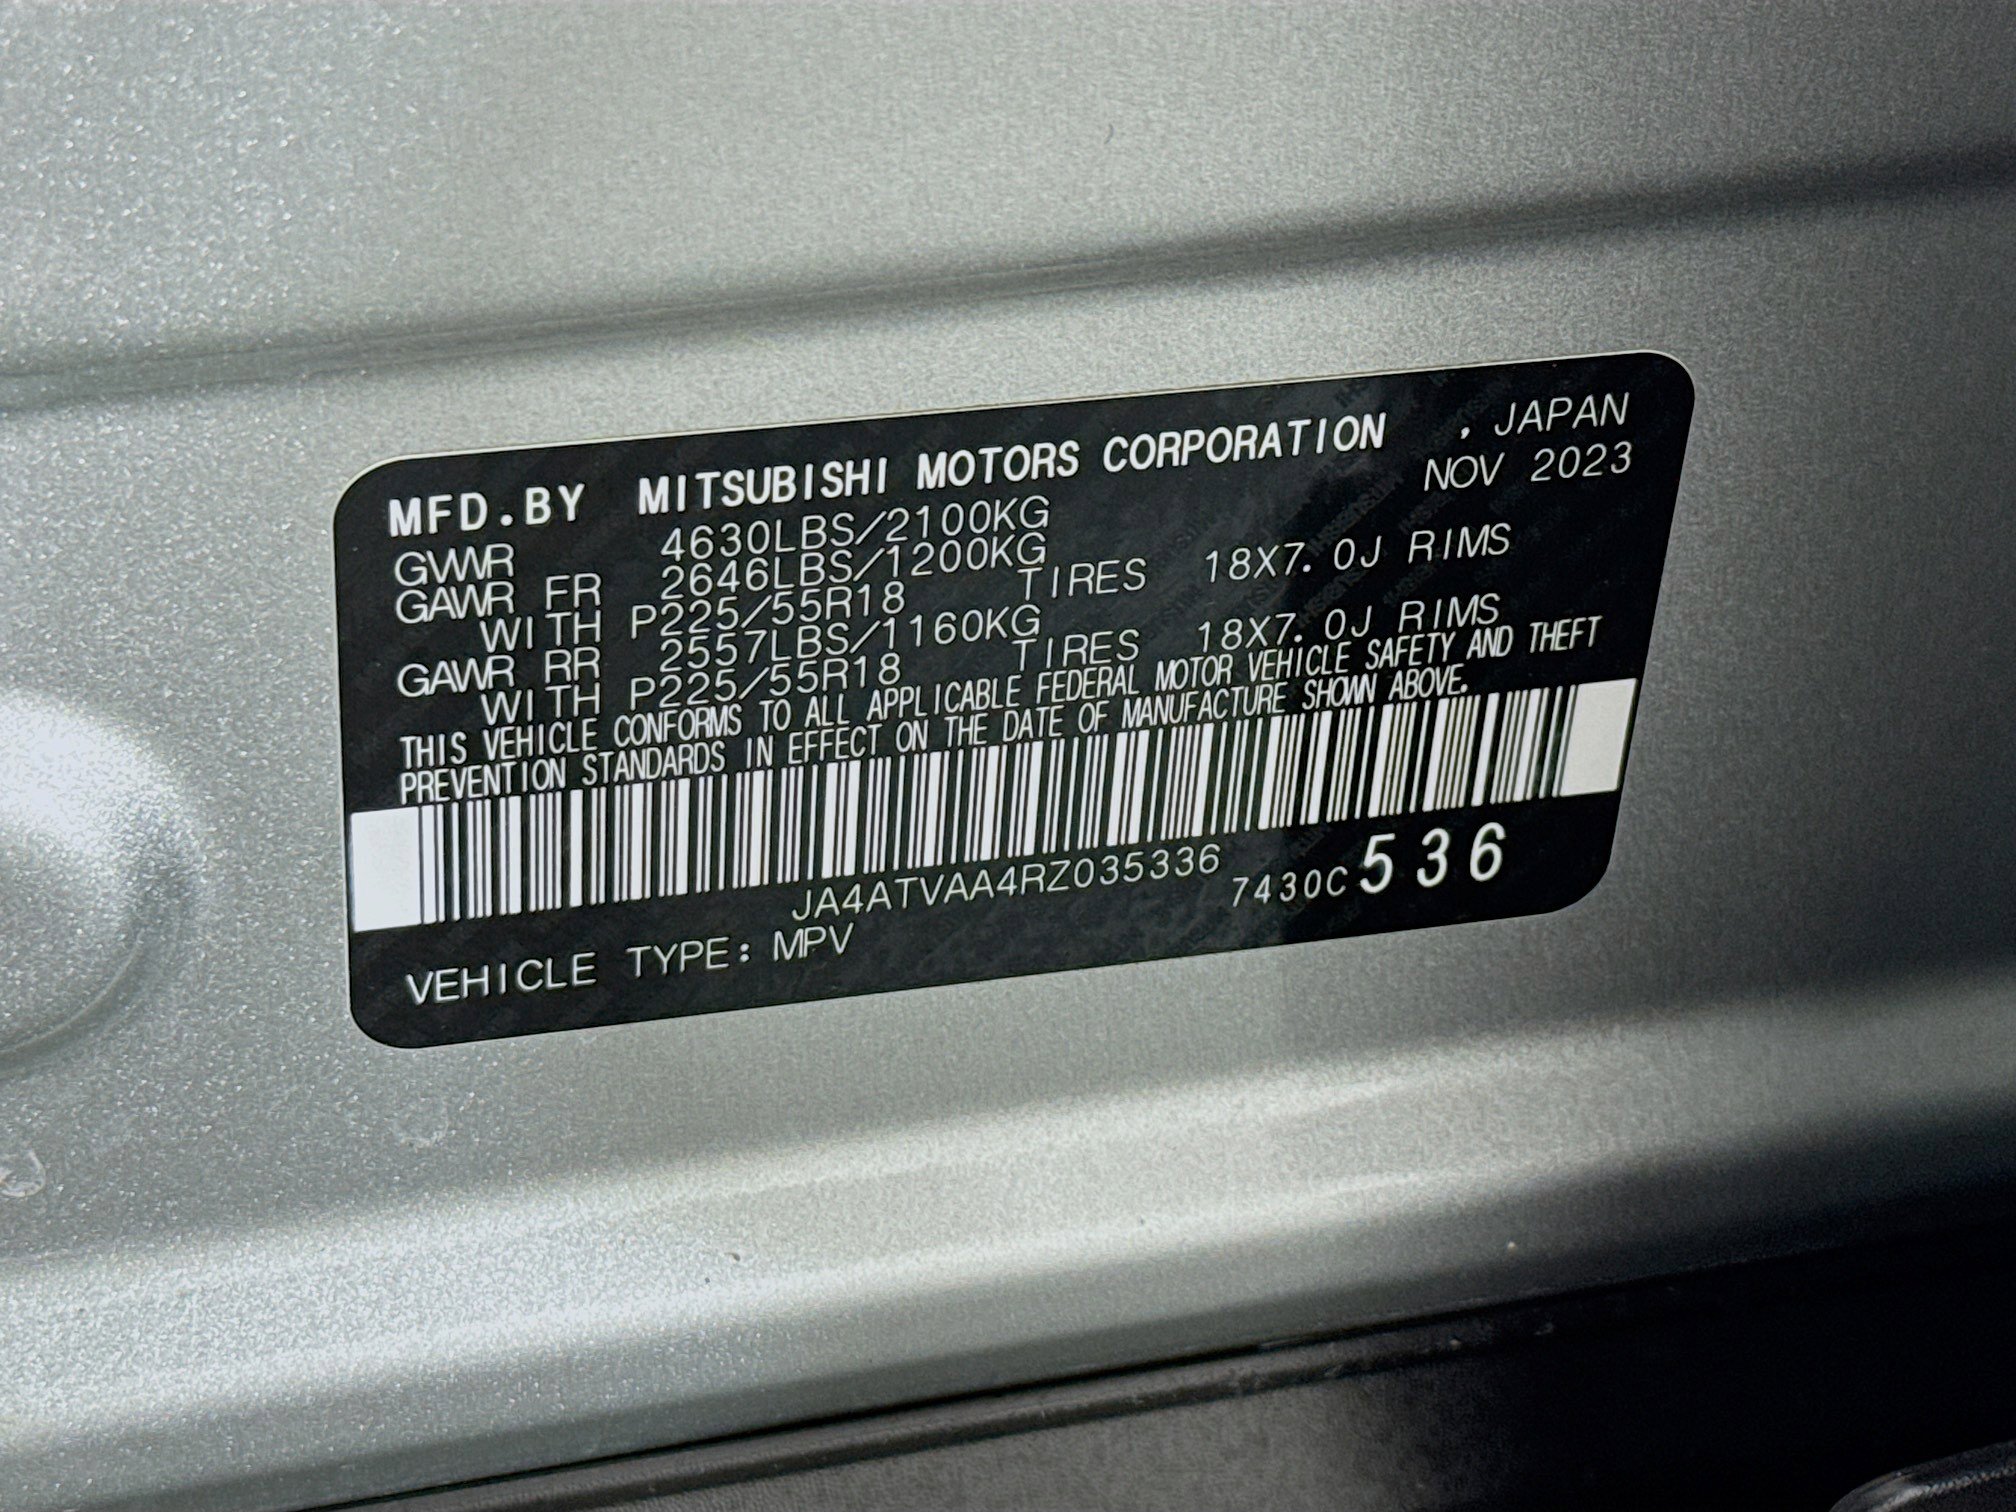 MFD.BY MITSUBISHI MOTORS CORPORATION , JAPAN
NOV 2023
GVWR 4630LBS/2100KG
GAWR FR 2646LBS/1200KG
WITH P225/55R18 TIRES 18X7.0J RIMS
GAWR RR 2557LBS/1160KG
WITH P225/55R18 TIRES 18X7.0J RIMS
THIS VEHICLE CONFORMS TO ALL APPLICABLE FEDERAL MOTOR VEHICLE SAFETY AND THEFT
PREVENTION STANDARDS IN EFFECT ON THE DATE OF MANUFACTURE SHOWN ABOVE.
JA4ATVAA4RZ035336 7430C 536
VEHICLE TYPE: MPV